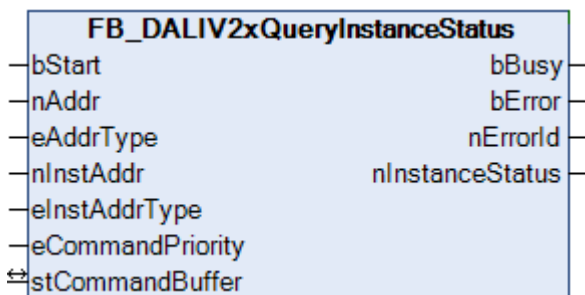 FB_DALIV2xQueryInstanceStatus
bStart bBusy
nAddr bError
eAddrType nErrorId
nInstAddr nInstanceStatus
eInstAddrType
eCommandPriority
stCommandBuffer